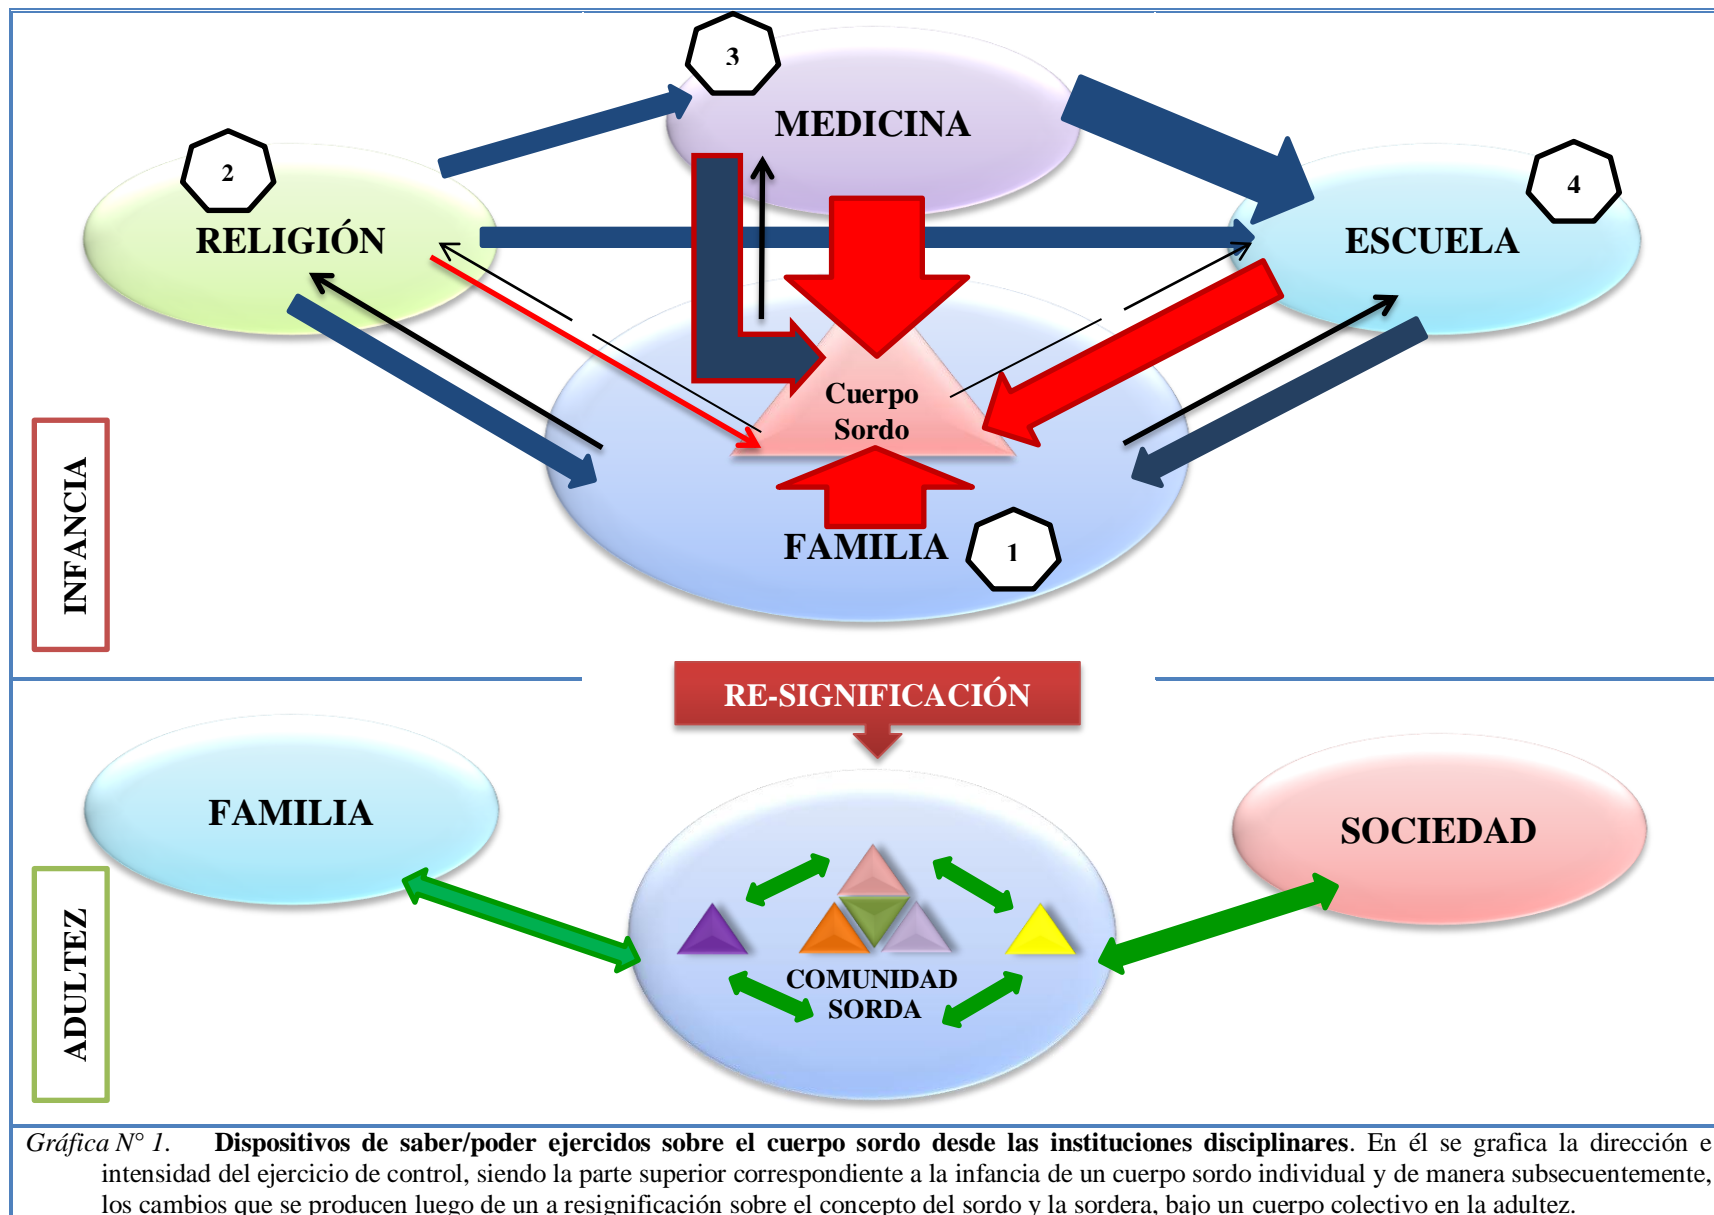 3
MEDICINA
2
RELIGIÓN
4
ESCUELA
Cuerpo
Sordo
FAMILIA
1
INFANCIA
RE-SIGNIFICACIÓN
FAMILIA
SOCIEDAD
COMUNIDAD
SORDA
ADULTEZ
Gráfica N° 1. Dispositivos de saber/poder ejercidos sobre el cuerpo sordo desde las instituciones disciplinares. En él se grafica la dirección e
intensidad del ejercicio de control, siendo la parte superior correspondiente a la infancia de un cuerpo sordo individual y de manera subsecuentemente,
los cambios que se producen luego de un a resignificación sobre el concepto del sordo y la sordera, bajo un cuerpo colectivo en la adultez.